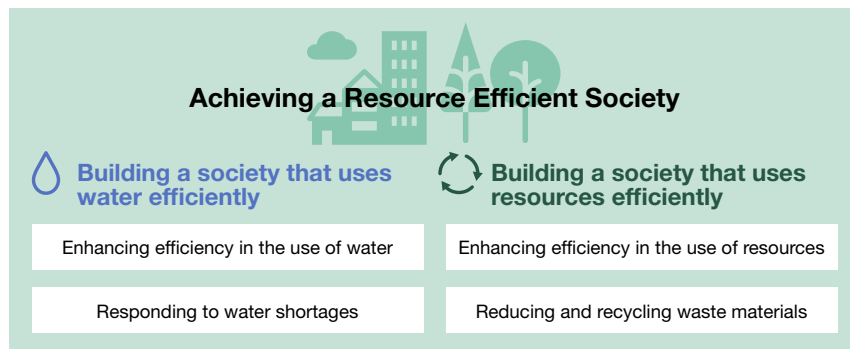 Achieving a Resource Efficient Society
Building a society that uses
water efficiently
Enhancing efficiency in the use of water
Responding to water shortages
Building a society that uses
resources efficiently
Enhancing efficiency in the use of resources
Reducing and recycling waste materials